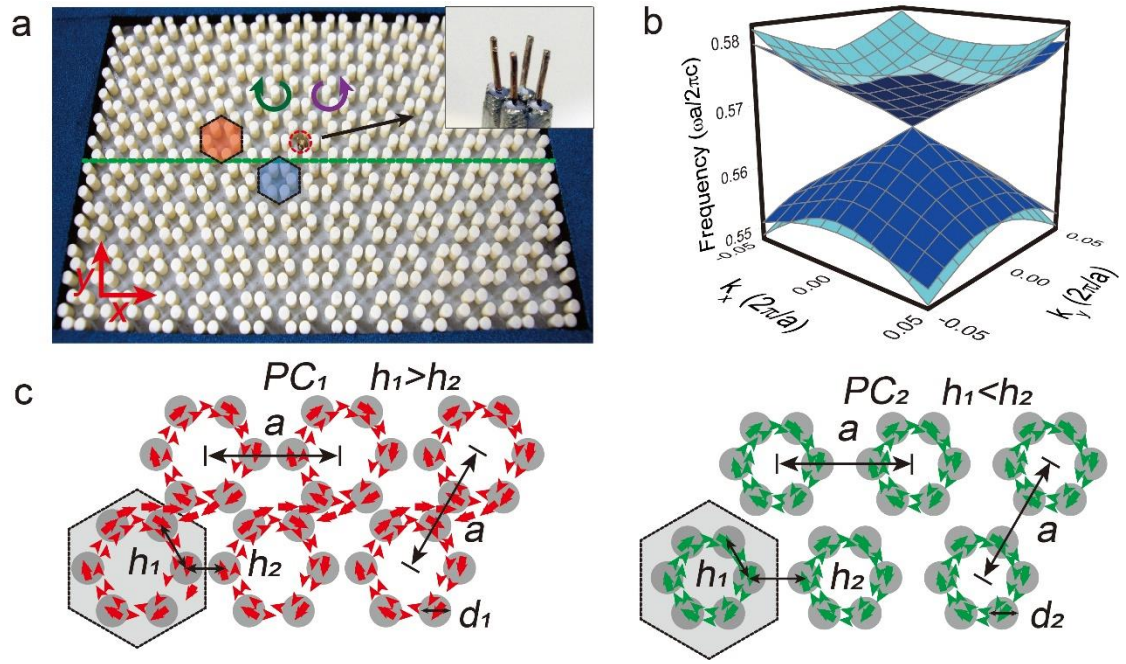 a
y
x
b
Frequency (ωa/2πc)
0.58
0.57
0.56
0.55
-0.05
0.00
0.05
kx (2π/a)
-0.05
0.00
0.05
ky (2π/a)
c
PC1 h1>h2
a
a
h1
h2
d1
PC2 h1<h2
a
a
h1
h2
d2